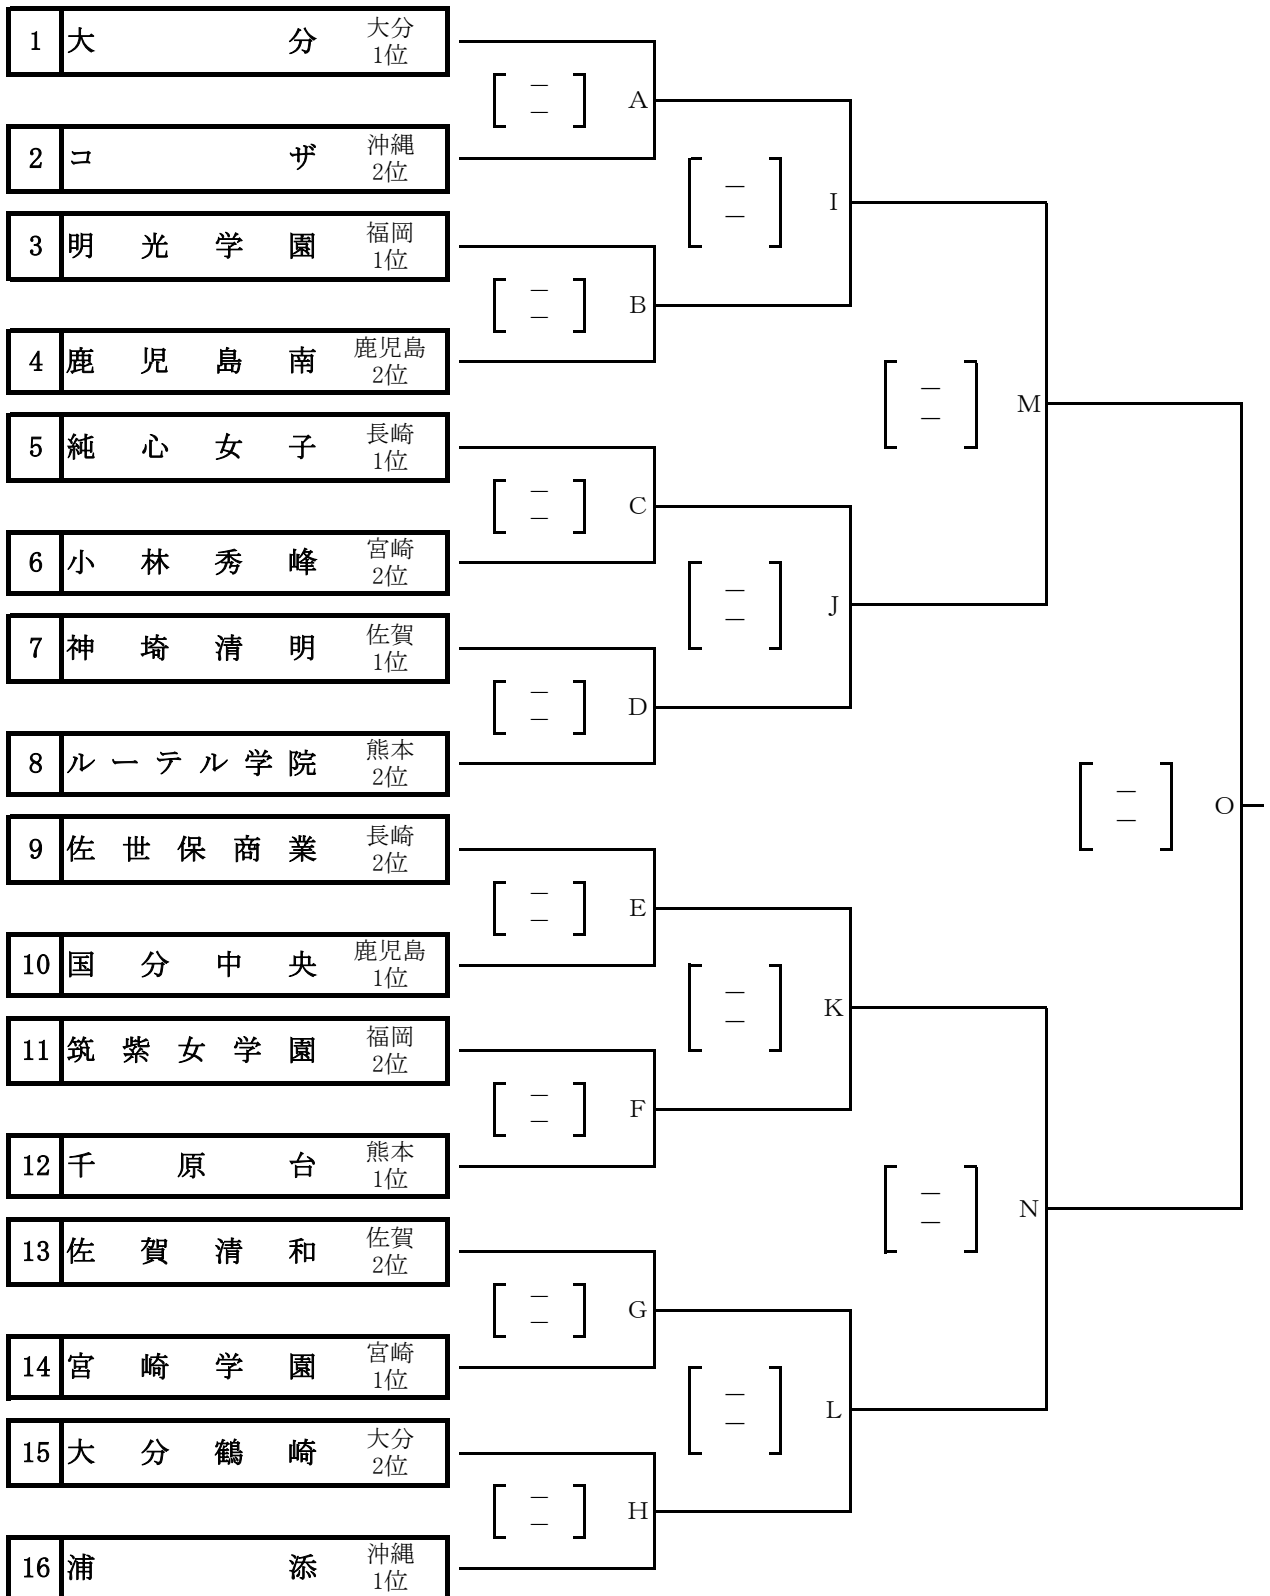 1 大分 大分
1位
A
2 コザ 沖縄
2位
I
3 明光学園 福岡
1位
B
4 鹿児島南 鹿児島
2位
M
5 純心女子 長崎
1位
C
6 小林秀峰 宮崎
2位
J
7 神埼清明 佐賀
1位
D
8 ルーテル学院 熊本
2位
O
9 佐世保商業 長崎
2位
E
10 国分中央 鹿児島
1位
K
11 筑紫女学園 福岡
2位
F
12 千原台 熊本
1位
N
13 佐賀清和 佐賀
2位
G
14 宮崎学園 宮崎
1位
L
15 大分鶴崎 大分
2位
H
16 浦添 沖縄
1位